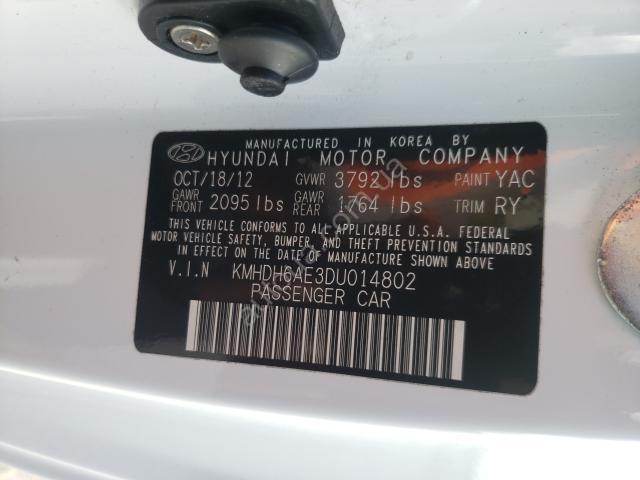 MANUFACTURED IN KOREA BY
HYUNDAI MOTOR COMPANY
OCT/18/12 GVWR 3792 lbs PAINT YAC
GAWR FRONT 2095 lbs GAWR REAR 1764 lbs TRIM RY
THIS VEHICLE CONFORMS TO ALL APPLICABLE U.S.A. FEDERAL
MOTOR VEHICLE SAFETY, BUMPER, AND THEFT PREVENTION STANDARDS
IN EFFECT ON THE DATE OF MANUFACTURE SHOWN ABOVE.
V.I.N KMHDH6AE3DU014802
PASSENGER CAR